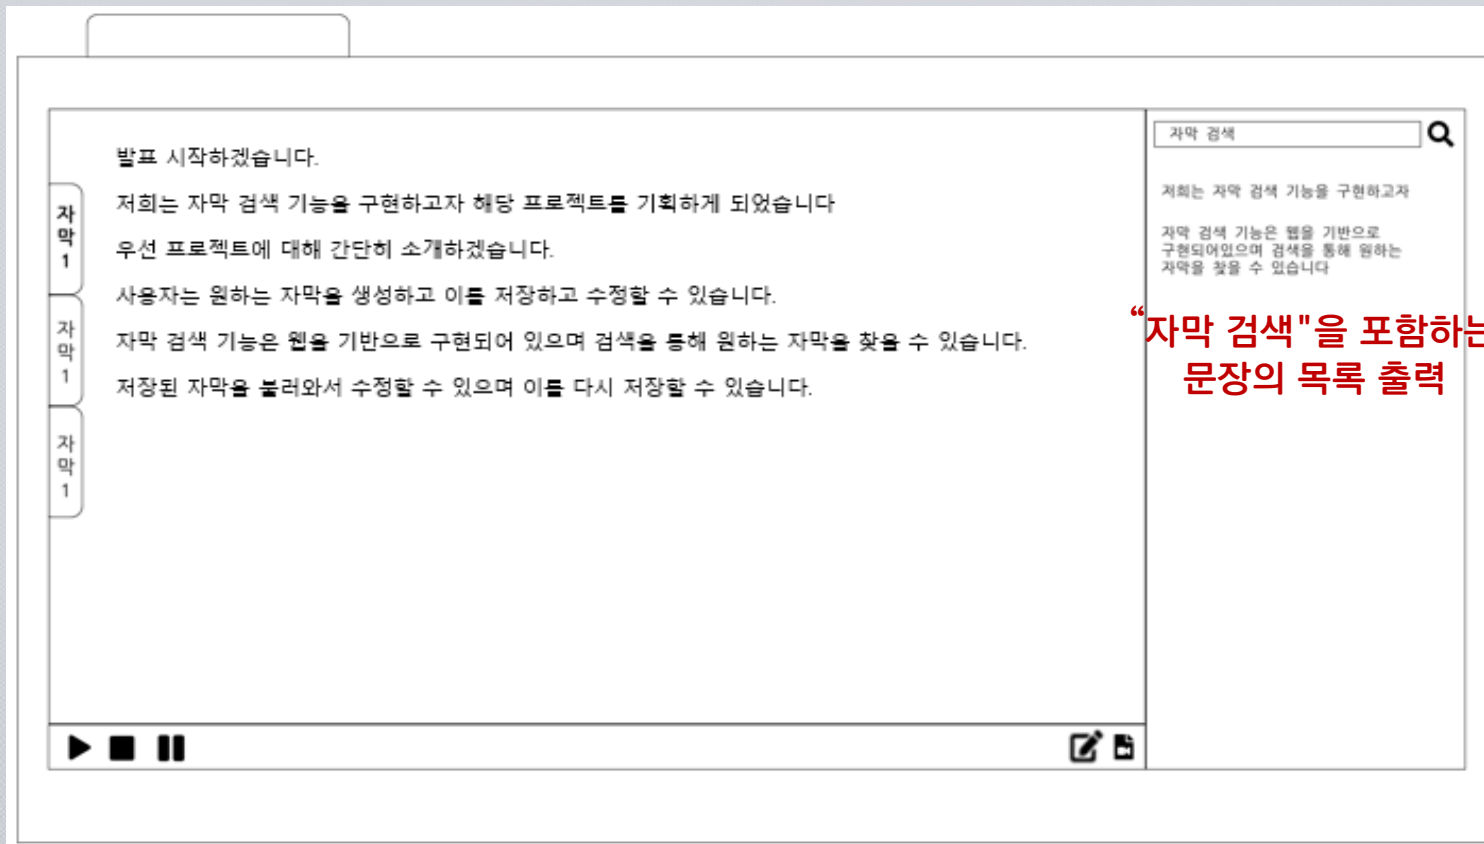 자막 1
자막 1
자막 1
발표 시작하겠습니다.
저희는 자막 검색 기능을 구현하고자 해당 프로젝트를 기획하게 되었습니다
우선 프로젝트에 대해 간단히 소개하겠습니다.
사용자는 원하는 자막을 생성하고 이를 저장하고 수정할 수 있습니다.
자막 검색 기능은 웹을 기반으로 구현되어 있으며 검색을 통해 원하는 자막을 찾을 수 있습니다.
저장된 자막을 불러와서 수정할 수 있으며 이를 다시 저장할 수 있습니다.
자막 검색
저희는 자막 검색 기능을 구현하고자
자막 검색 기능은 웹을 기반으로
구현되어있으며 검색을 통해 원하는
자막을 찾을 수 있습니다
“자막 검색"을 포함하는
문장의 목록 출력